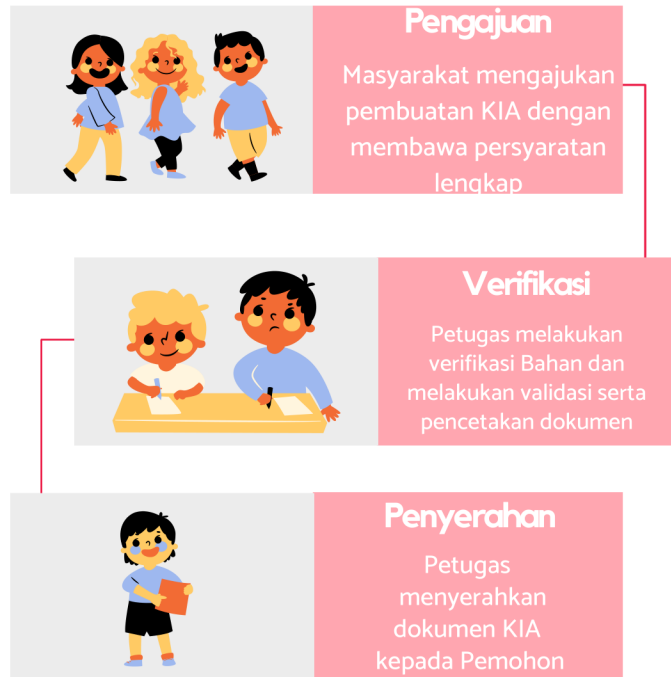 Pengajuan
Masyarakat mengajukan
pembuatan KIA dengan
membawa persyaratan
lengkap
Verifikasi
Petugas melakukan
verifikasi Bahan dan
melakukan validasi serta
pencetakan dokumen
Penyerahan
Petugas
menyerahkan
dokumen KIA
kepada Pemohon